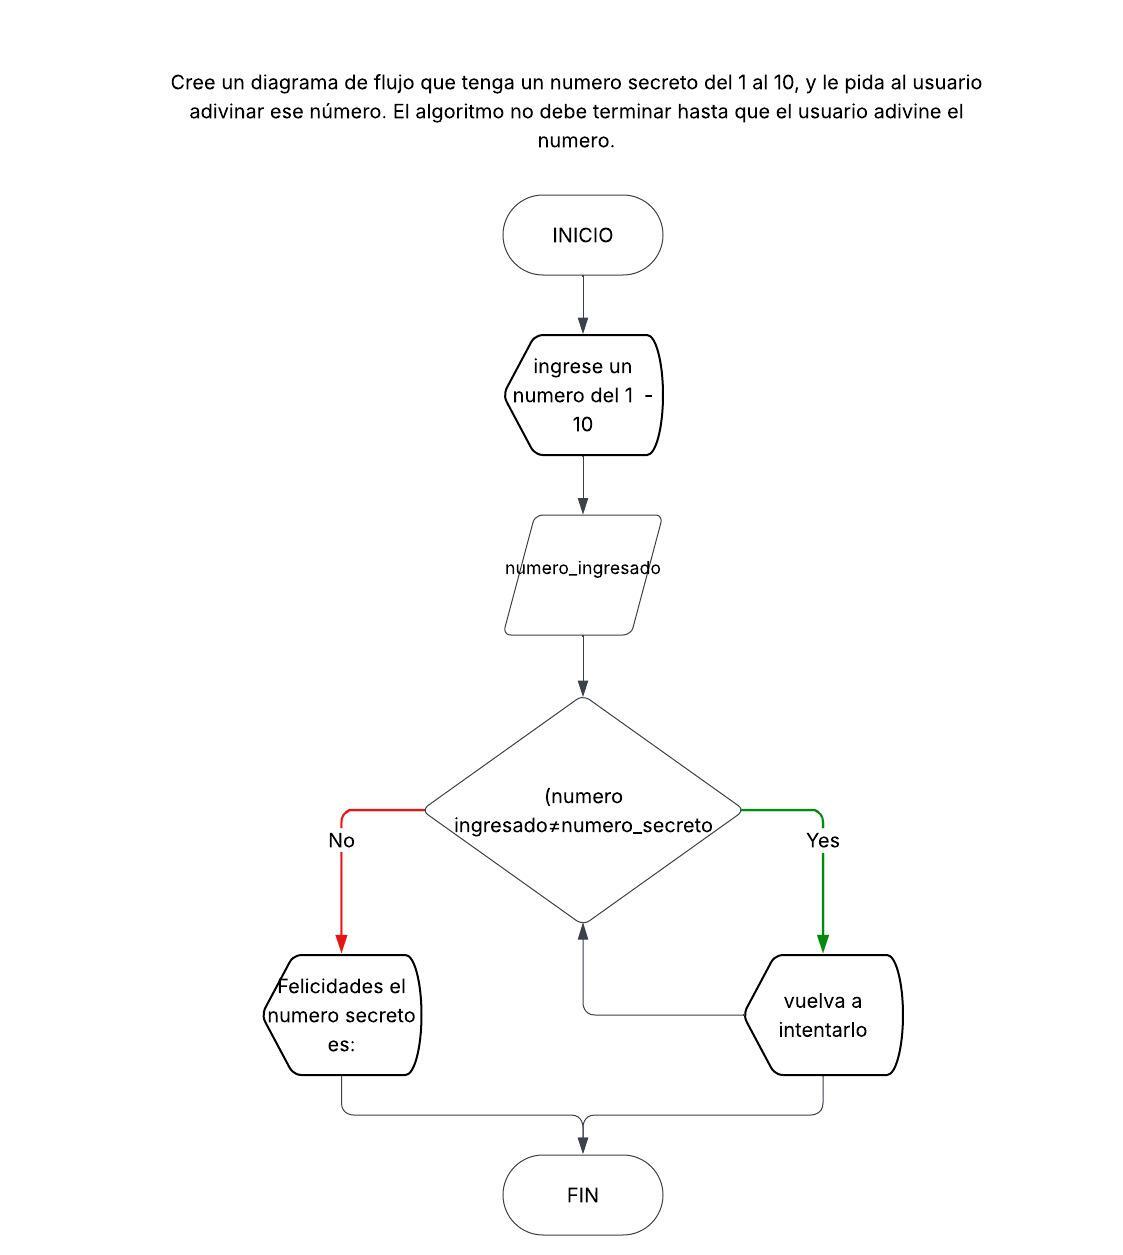 Cree un diagrama de flujo que tenga un numero secreto del 1 al 10, y le pida al usuario
adivinar ese número. El algoritmo no debe terminar hasta que el usuario adivine el
numero.
INICIO
ingrese un
numero del 1 -
10
numero_ingresado
(numero
ingresado≠numero_secreto
No
Yes
Felicidades el
numero secreto
es:
vuelva a
intentarlo
FIN